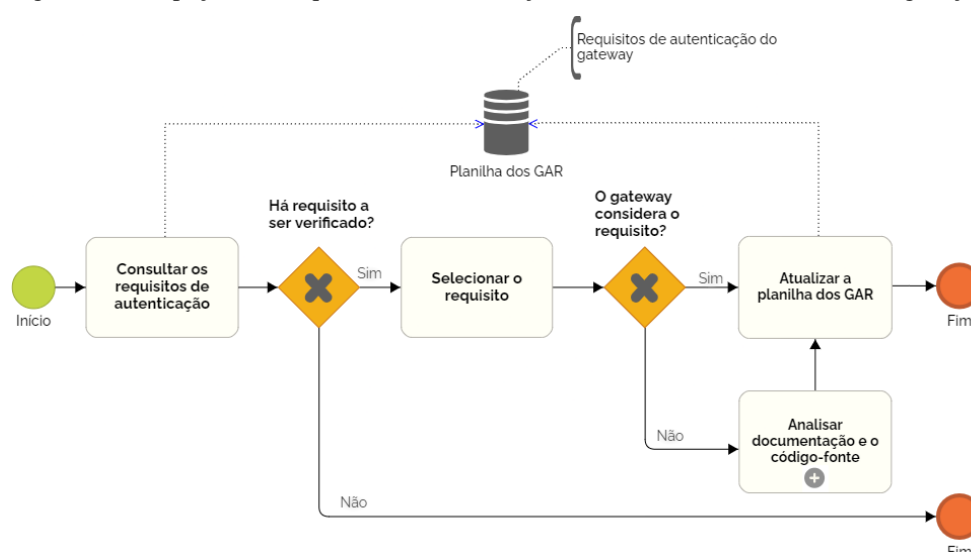 Requisitos de autenticação do
gateway
Planilha dos GAR
Há requisito a
ser verificado?
O gateway
considera o
requisito?
Início
Consultar os
requisitos de
autenticação
Sim
Selecionar o
requisito
Sim
Atualizar a
planilha dos GAR
Fim
Não
Analisar
documentação e o
código-fonte
Não
Fim